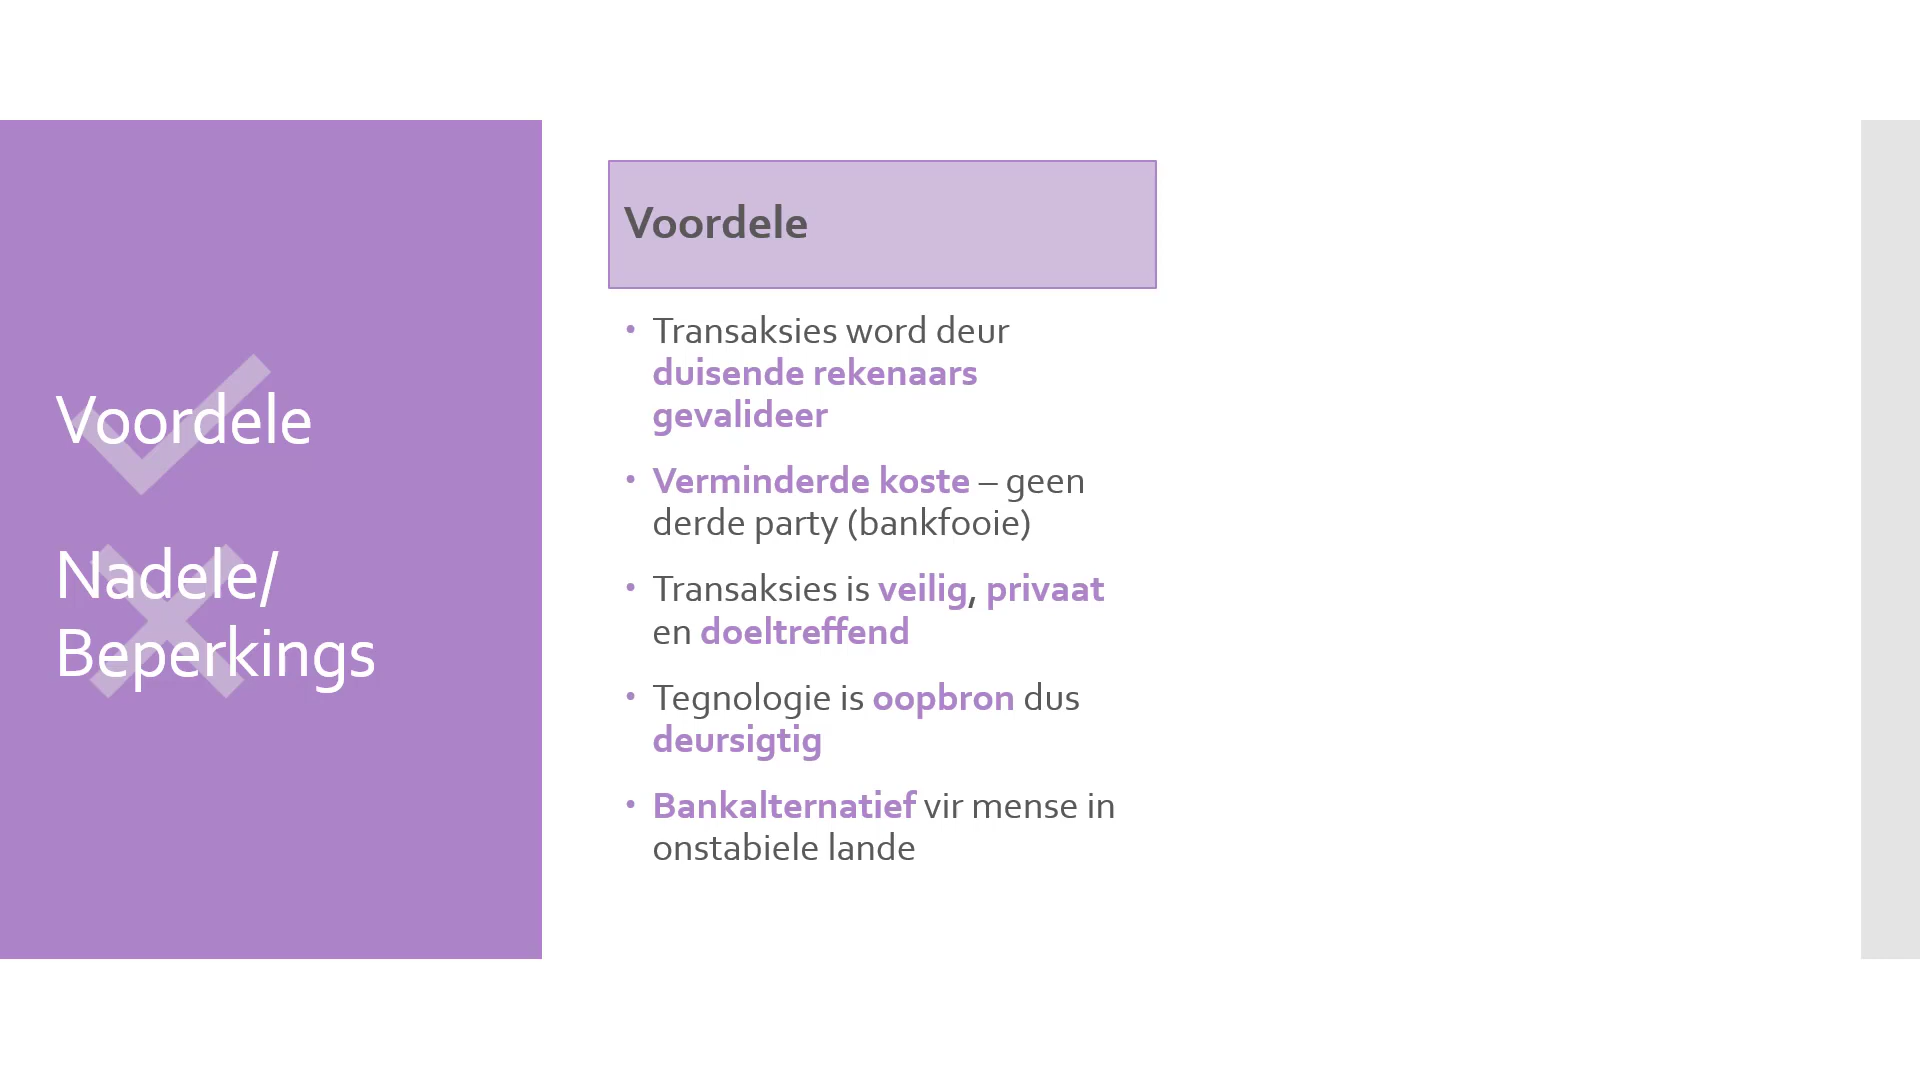 Voordele
Nadele/
Beperkings
Voordele
• Transaksies word deur
duisende rekenaars
gevalideer
• Verminderde koste – geen
derde party (bankfooie)
• Transaksies is veilig, privaat
en doeltreffend
• Tegnologie is oopbron dus
deursigtig
• Bankalternatief vir mense in
onstabiele lande